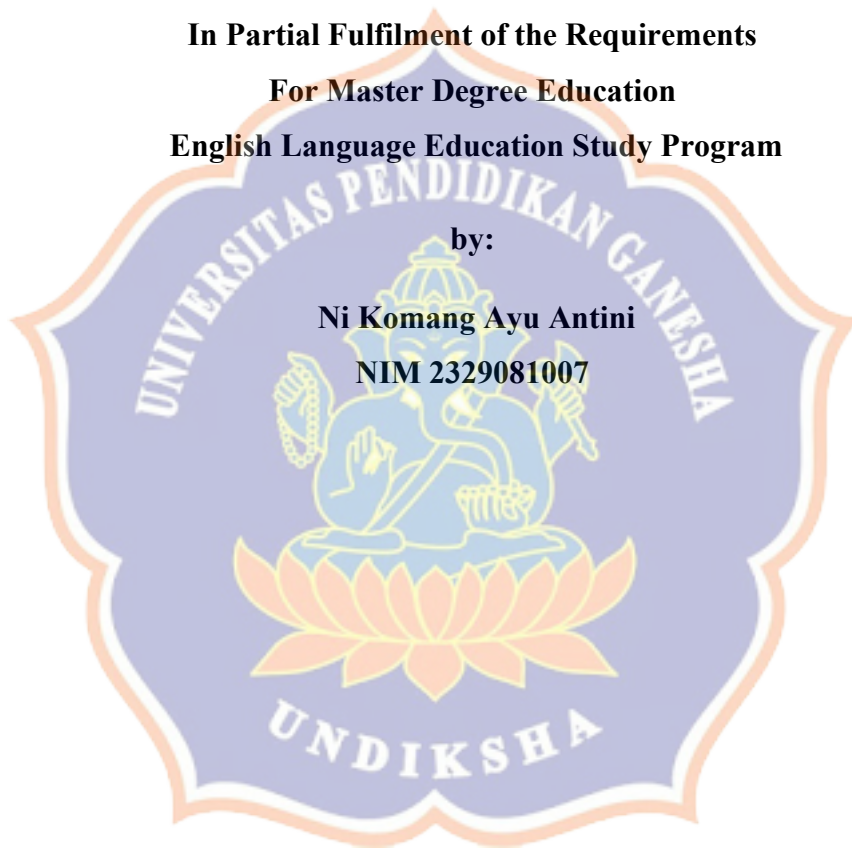 In Partial Fulfilment of the Requirements
For Master Degree Education
English Language Education Study Program
UNIVERSITAS PENDIDIKAN GANESHA
by:
Ni Komang Ayu Antini
NIM 2329081007
UNDIKSHA